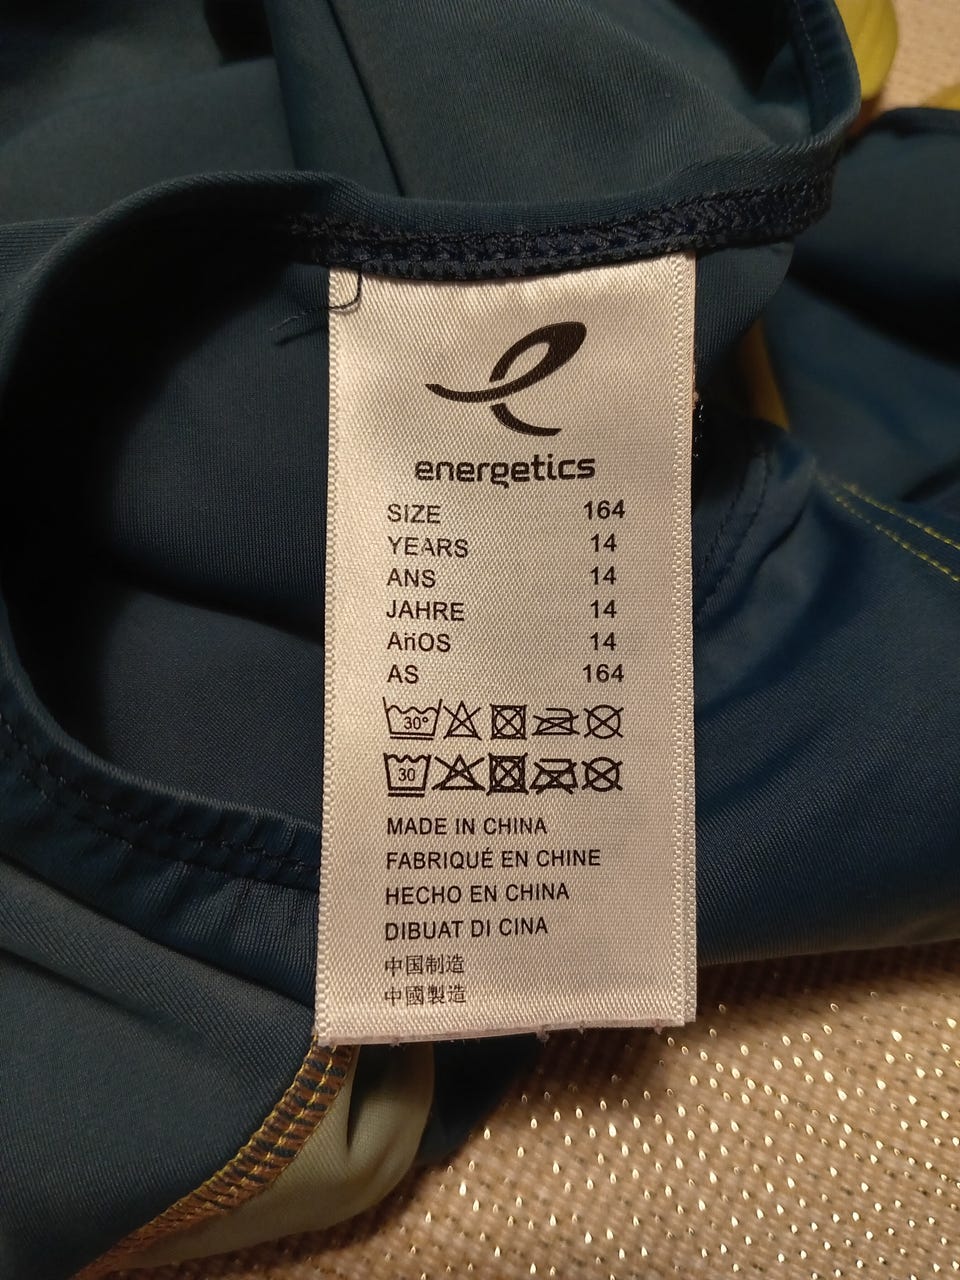 energetics
SIZE 164
YEARS 14
ANS 14
JAHRE 14
AñOS 14
AS 164
30°
30
MADE IN CHINA
FABRIQUÉ EN CHINE
HECHO EN CHINA
DIBUAT DI CINA
中国制造
中國製造